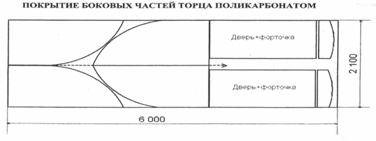 ПОКРЫТИЕ БОКОВЫХ ЧАСТЕЙ ТОРЦА ПОЛИКАРБОНАТОМ
Дверь+форточка
2 100
Дверь+форточка
6 000